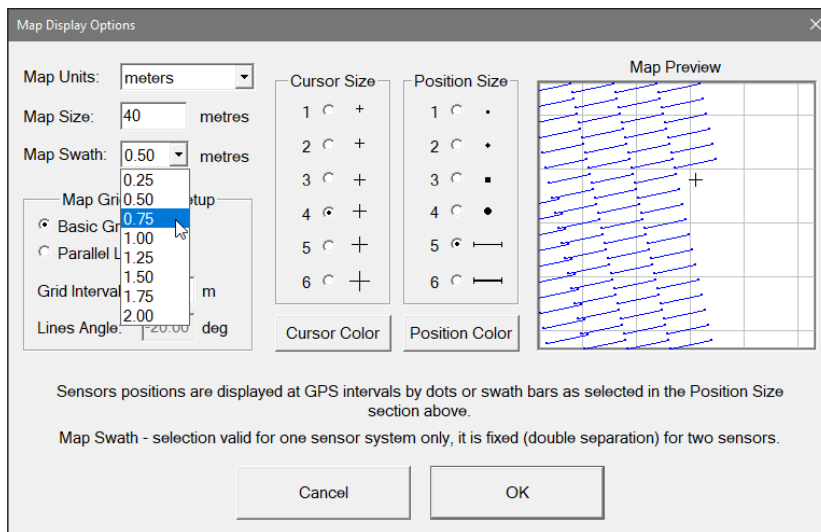 Map Display Options
Map Units: meters
Map Size: 40 metres
Map Swath: 0.50 metres
0.25
0.50
0.75
1.00
1.25
1.50
1.75
2.00
Map Gri etup
Basic Gr
Parallel L
Grid Interval m
Lines Angle: -20.00 deg
Cursor Size
1
2
3
4
5
6
Cursor Color
Position Size
1
2
3
4
5
6
Position Color
Map Preview
Sensors positions are displayed at GPS intervals by dots or swath bars as selected in the Position Size
section above.
Map Swath - selection valid for one sensor system only, it is fixed (double separation) for two sensors.
Cancel
OK